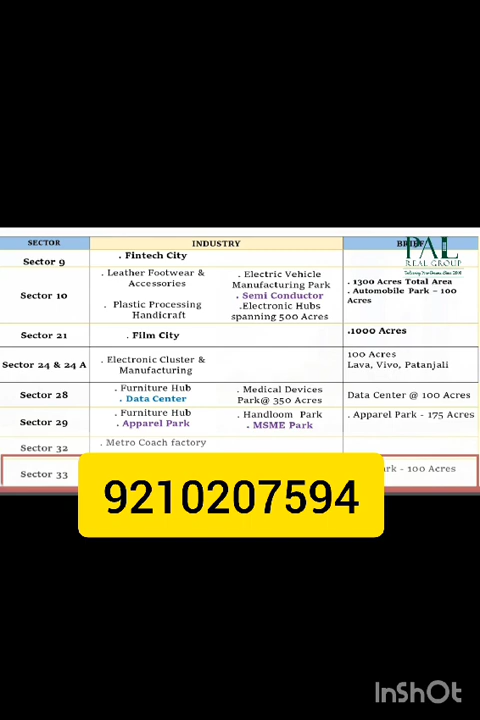 SECTOR INDUSTRY BRIEF
PAL
REAL GROUP
Sector 9 . Fintech City
Sector 10 . Leather Footwear & Accessories
. Plastic Processing Handicraft
. Electric Vehicle Manufacturing Park
. Semi Conductor
.Electronic Hubs spanning 500 Acres
. 1300 Acres Total Area
. Automobile Park – 100 Acres
Sector 21 . Film City .1000 Acres
Sector 24 & 24 A . Electronic Cluster & Manufacturing
100 Acres
Lava, Vivo, Patanjali
Sector 28 . Furniture Hub
. Data Center
. Medical Devices Park@ 350 Acres
Data Center @ 100 Acres
Sector 29 . Furniture Hub
. Apparel Park
. Handloom Park
. MSME Park
. Apparel Park - 175 Acres
Sector 32 . Metro Coach factory
Sector 33 - 100 Acres
9210207594
InShOt